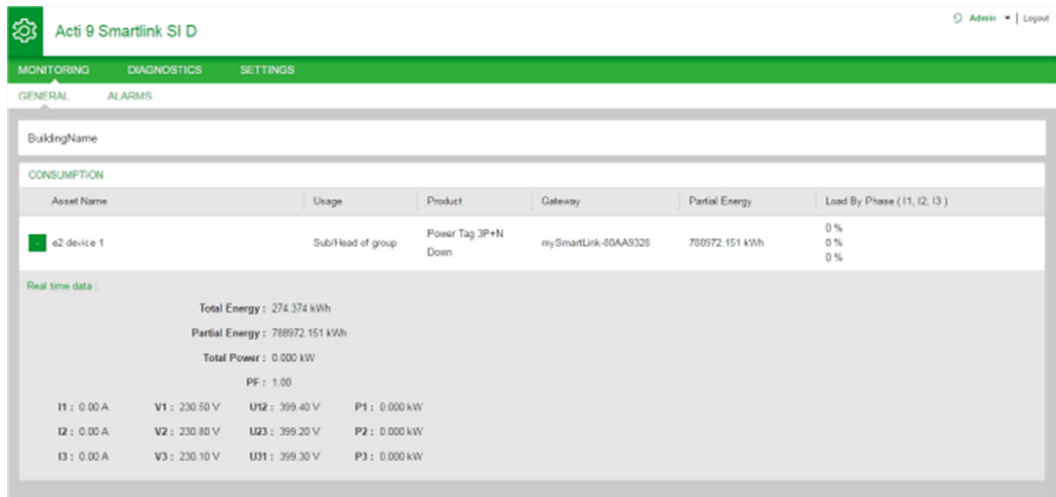 Acti 9 Smartlink SI D
Admin | Logout
MONITORING DIAGNOSTICS SETTINGS
GENERAL ALARMS
BuildingName
CONSUMPTION
Asset Name Usage Product Gateway Partial Energy Load By Phase ( I1, I2, I3 )
- e2 device 1 Sub/Head of group Power Tag 3P+N Down mySmartLink-80AA9328 788972.151 kWh 0 %
0 %
0 %
Real time data :
Total Energy : 274.374 kWh
Partial Energy : 788972.151 kWh
Total Power : 0.000 kW
PF : 1.00
I1 : 0.00 A V1 : 230.50 V U12 : 399.40 V P1 : 0.000 kW
I2 : 0.00 A V2 : 230.80 V U23 : 399.20 V P2 : 0.000 kW
I3 : 0.00 A V3 : 230.10 V U31 : 399.30 V P3 : 0.000 kW